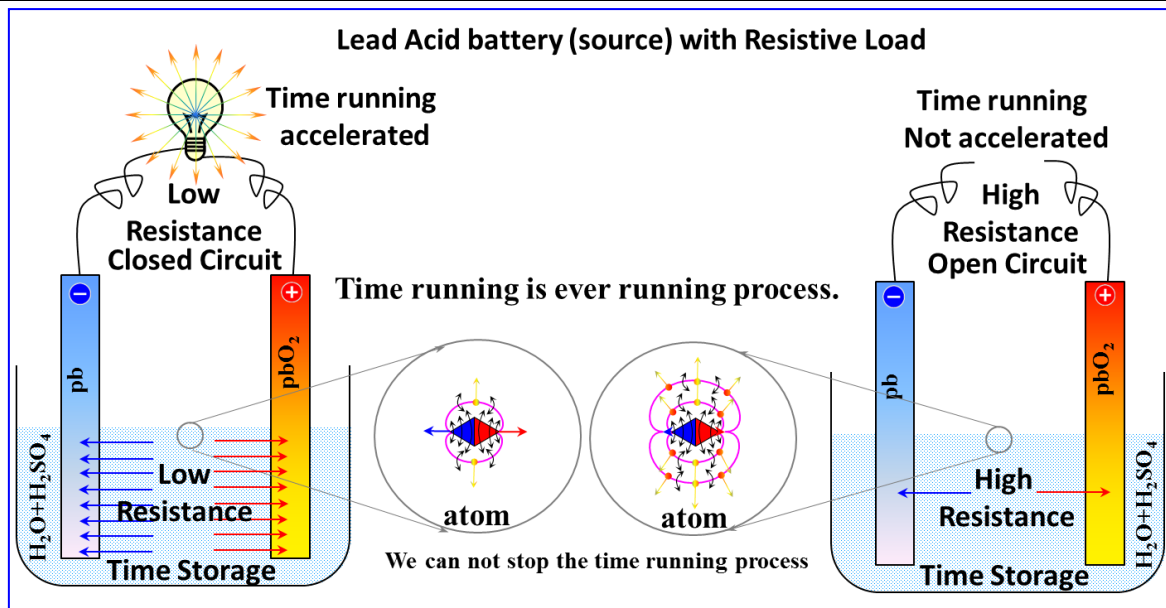 Lead Acid battery (source) with Resistive Load
Time running
accelerated
Low
Resistance
Closed Circuit
Time running
Not accelerated
High
Resistance
Open Circuit
Time running is ever running process.
−
+
pb
pbO₂
H₂O+H₂SO₄
Low
Resistance
Time Storage
atom
atom
We can not stop the time running process
−
+
pb
pbO₂
H₂O+H₂SO₄
High
Resistance
Time Storage